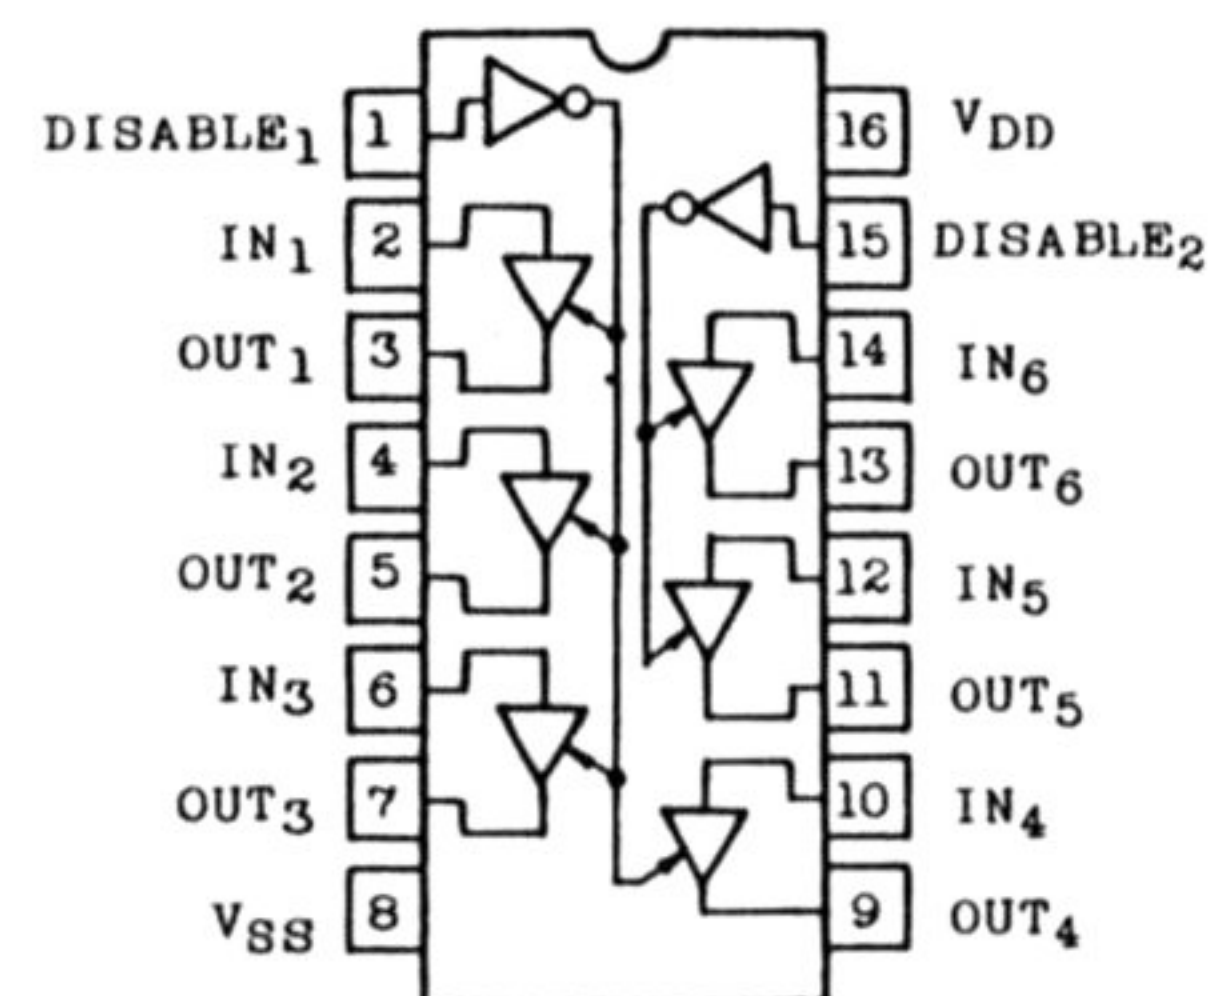 DISABLE1 1 16 VDD
IN1 2 15 DISABLE2
OUT1 3 14 IN6
IN2 4 13 OUT6
OUT2 5 12 IN5
IN3 6 11 OUT5
OUT3 7 10 IN4
VSS 8 9 OUT4